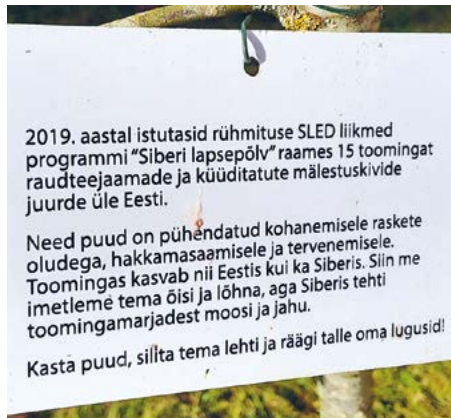 2019. aastal istutasid rühmituse SLED liikmed
programmi "Siberi lapsepõlv" raames 15 toomingat
raudteejaamade ja küüditatute mälestuskivide
juurde üle Eesti.
Need puud on pühendatud kohanemisele raskete
oludega, hakkamasaamisele ja tervenemisele.
Toomingas kasvab nii Eestis kui ka Siberis. Siin me
imetleme tema õisi ja lõhna, aga Siberis tehti
toomingamarjadest moosi ja jahu.
Kasta puud, silita tema lehti ja räägi talle oma lugusid!